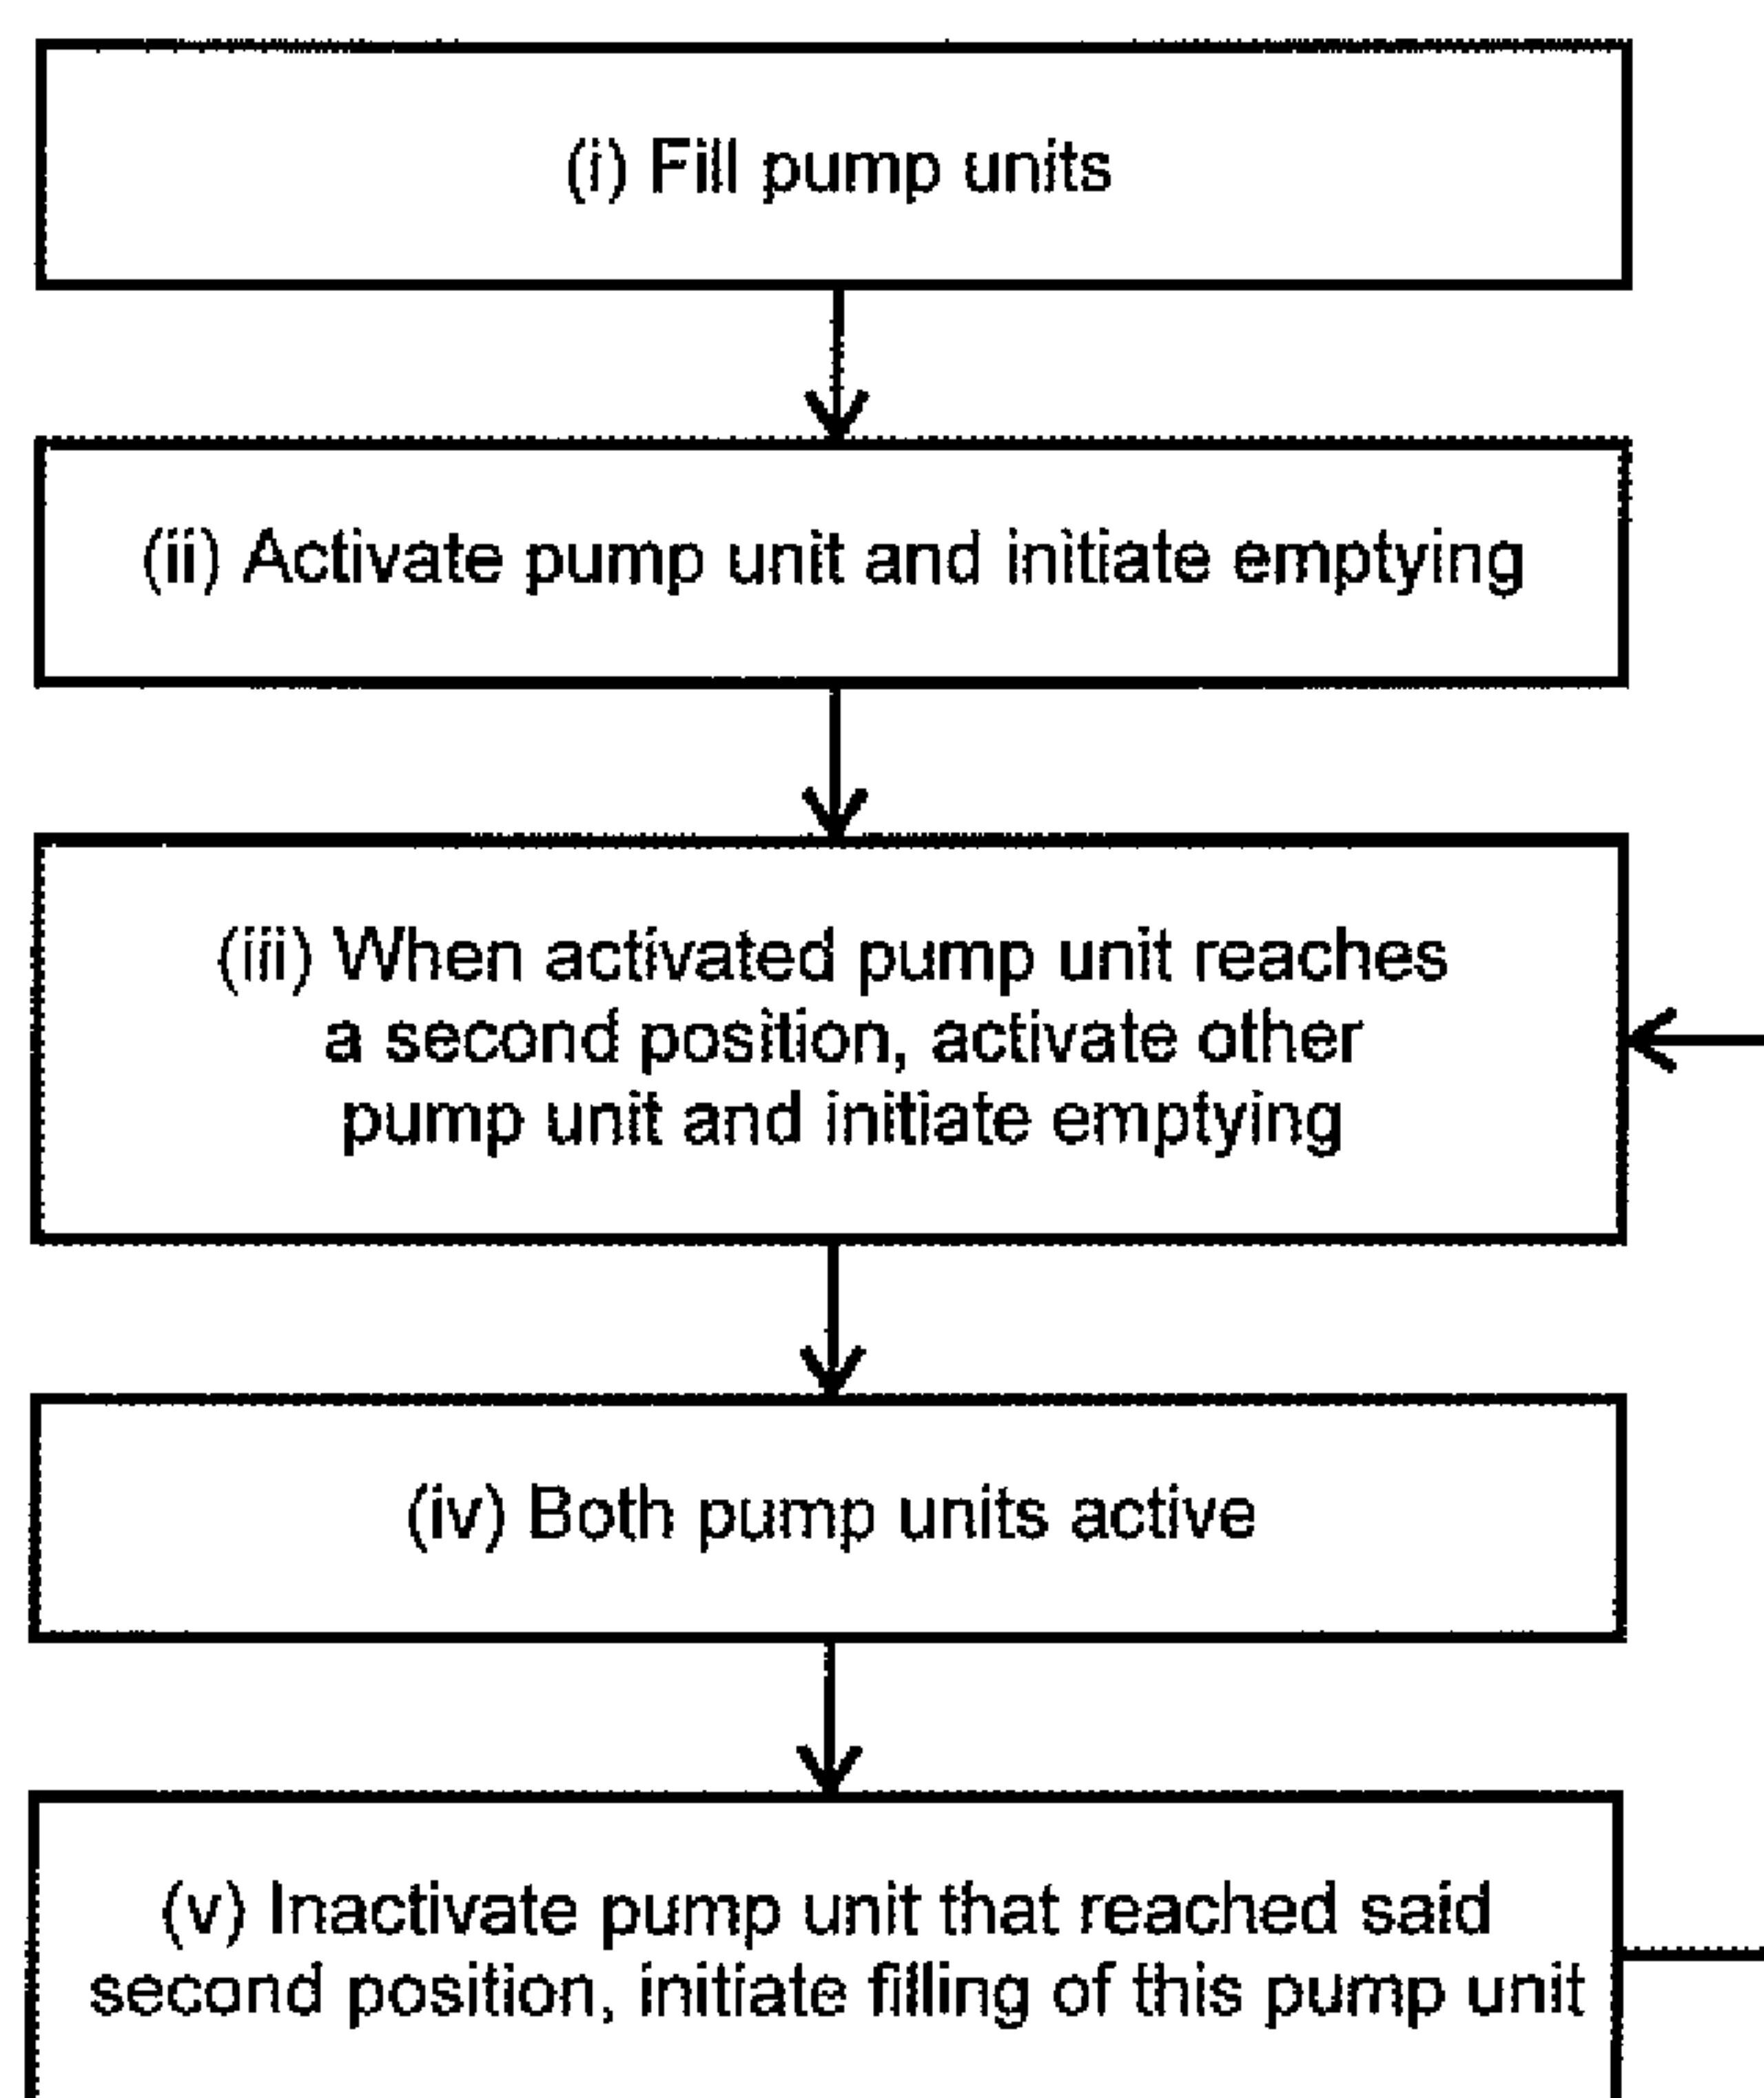 (i) Fill pump units
(ii) Activate pump unit and initiate emptying
(iii) When activated pump unit reaches
a second position, activate other
pump unit and initiate emptying
(iv) Both pump units active
(v) Inactivate pump unit that reached said
second position, initiate filling of this pump unit